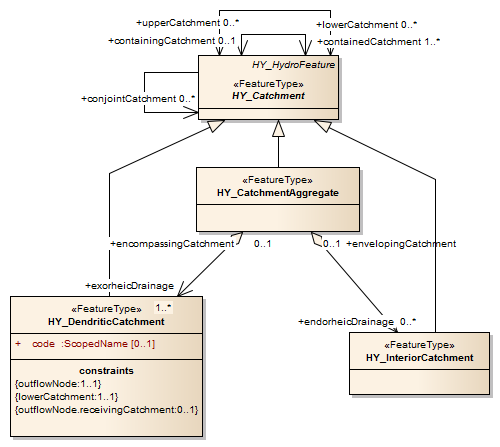 +upperCatchment 0..*
+lowerCatchment 0..*
+containingCatchment 0..1
+containedCatchment 1..*
HY_HydroFeature
«FeatureType»
HY_Catchment
+conjointCatchment 0..*
«FeatureType»
HY_CatchmentAggregate
+encompassingCatchment 0..1
0..1 +envelopingCatchment
+exorheicDrainage
1..*
+endorheicDrainage 0..*
«FeatureType»
HY_DendriticCatchment
+ code :ScopedName [0..1]
constraints
{outflowNode:1..1}
{lowerCatchment:1..1}
{outflowNode.receivingCatchment:0..1}
«FeatureType»
HY_InteriorCatchment